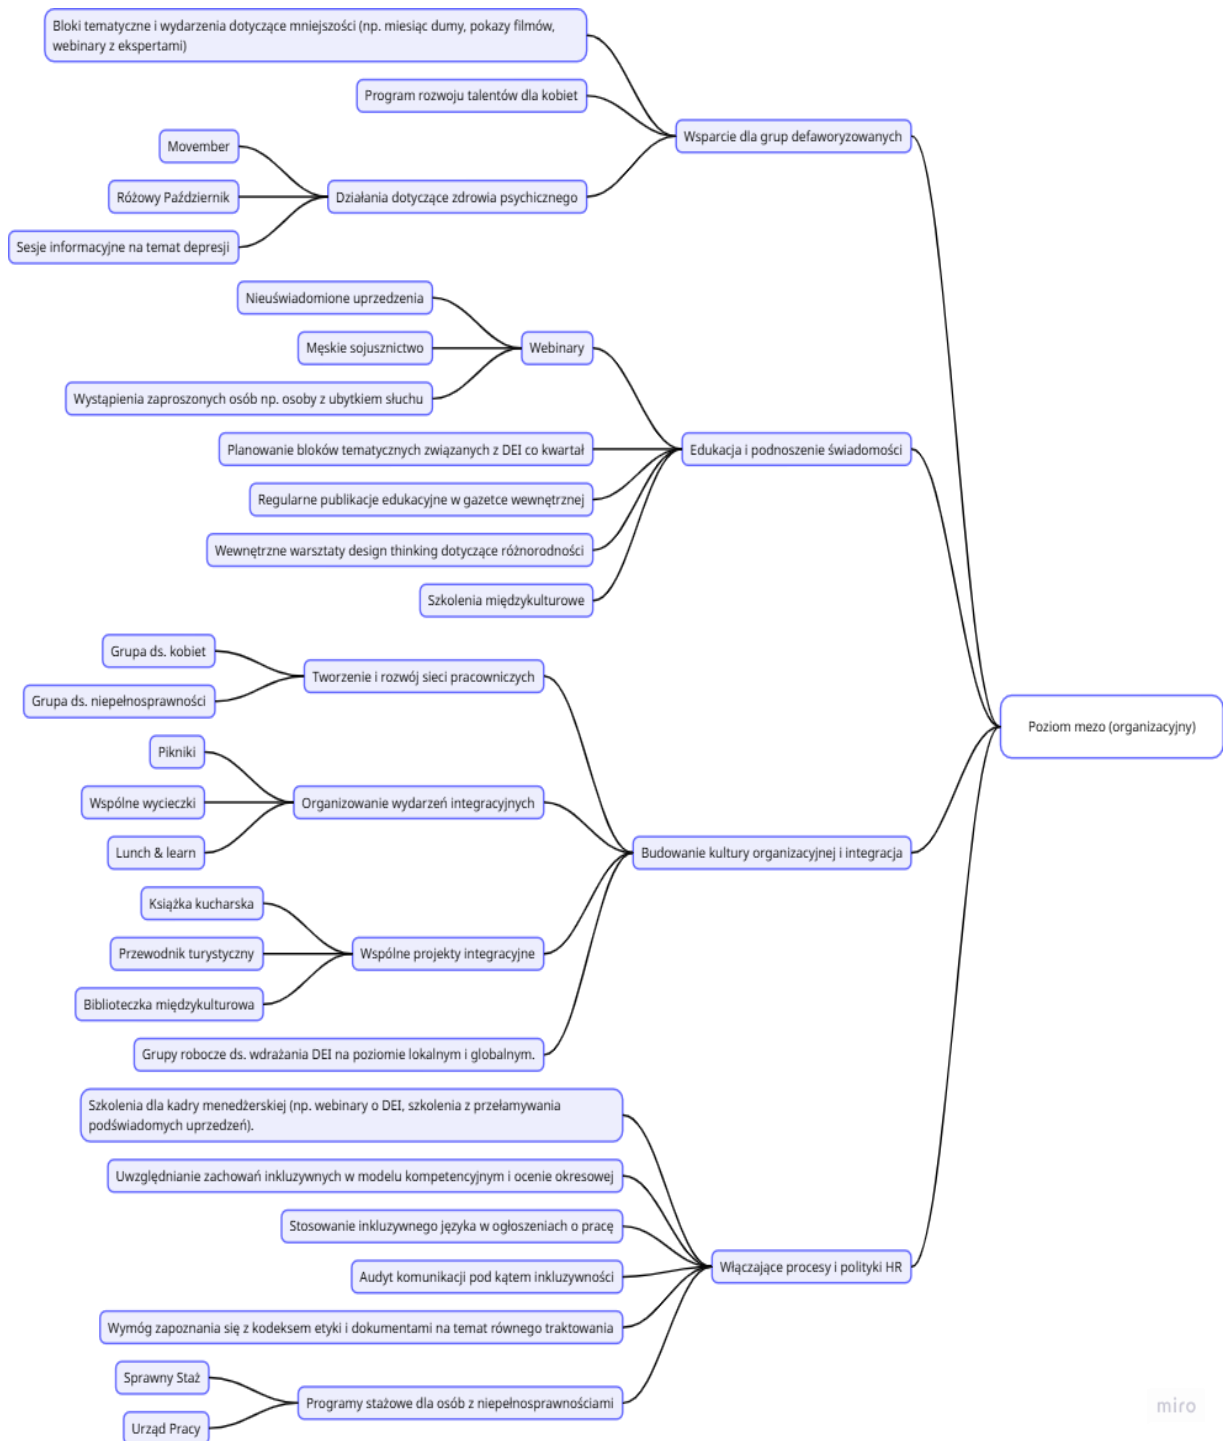 Bloki tematyczne i wydarzenia dotyczące mniejszości (np. miesiąc dumy, pokazy filmów,
webinary z ekspertami)
Program rozwoju talentów dla kobiet
Wsparcie dla grup defaworyzowanych
Movember
Różowy Październik
Działania dotyczące zdrowia psychicznego
Sesje informacyjne na temat depresji
Nieuświadomione uprzedzenia
Męskie sojusznictwo
Webinary
Wystąpienia zaproszonych osób np. osoby z ubytkiem słuchu
Planowanie bloków tematycznych związanych z DEI co kwartał
Edukacja i podnoszenie świadomości
Regularne publikacje edukacyjne w gazetce wewnętrznej
Wewnętrzne warsztaty design thinking dotyczące różnorodności
Szkolenia międzykulturowe
Grupa ds. kobiet
Tworzenie i rozwój sieci pracowniczych
Grupa ds. niepełnosprawności
Poziom mezo (organizacyjny)
Pikniki
Wspólne wycieczki
Organizowanie wydarzeń integracyjnych
Lunch & learn
Budowanie kultury organizacyjnej i integracja
Książka kucharska
Przewodnik turystyczny
Wspólne projekty integracyjne
Biblioteczka międzykulturowa
Grupy robocze ds. wdrażania DEI na poziomie lokalnym i globalnym.
Szkolenia dla kadry menedżerskiej (np. webinary o DEI, szkolenia z przełamywania
podświadomych uprzedzeń).
Uwzględnianie zachowań inkluzywnych w modelu kompetencyjnym i ocenie okresowej
Stosowanie inkluzywnego języka w ogłoszeniach o pracę
Włączające procesy i polityki HR
Audyt komunikacji pod kątem inkluzywności
Wymóg zapoznania się z kodeksem etyki i dokumentami na temat równego traktowania
Sprawny Staż
Programy stażowe dla osób z niepełnosprawnościami
Urząd Pracy
miro